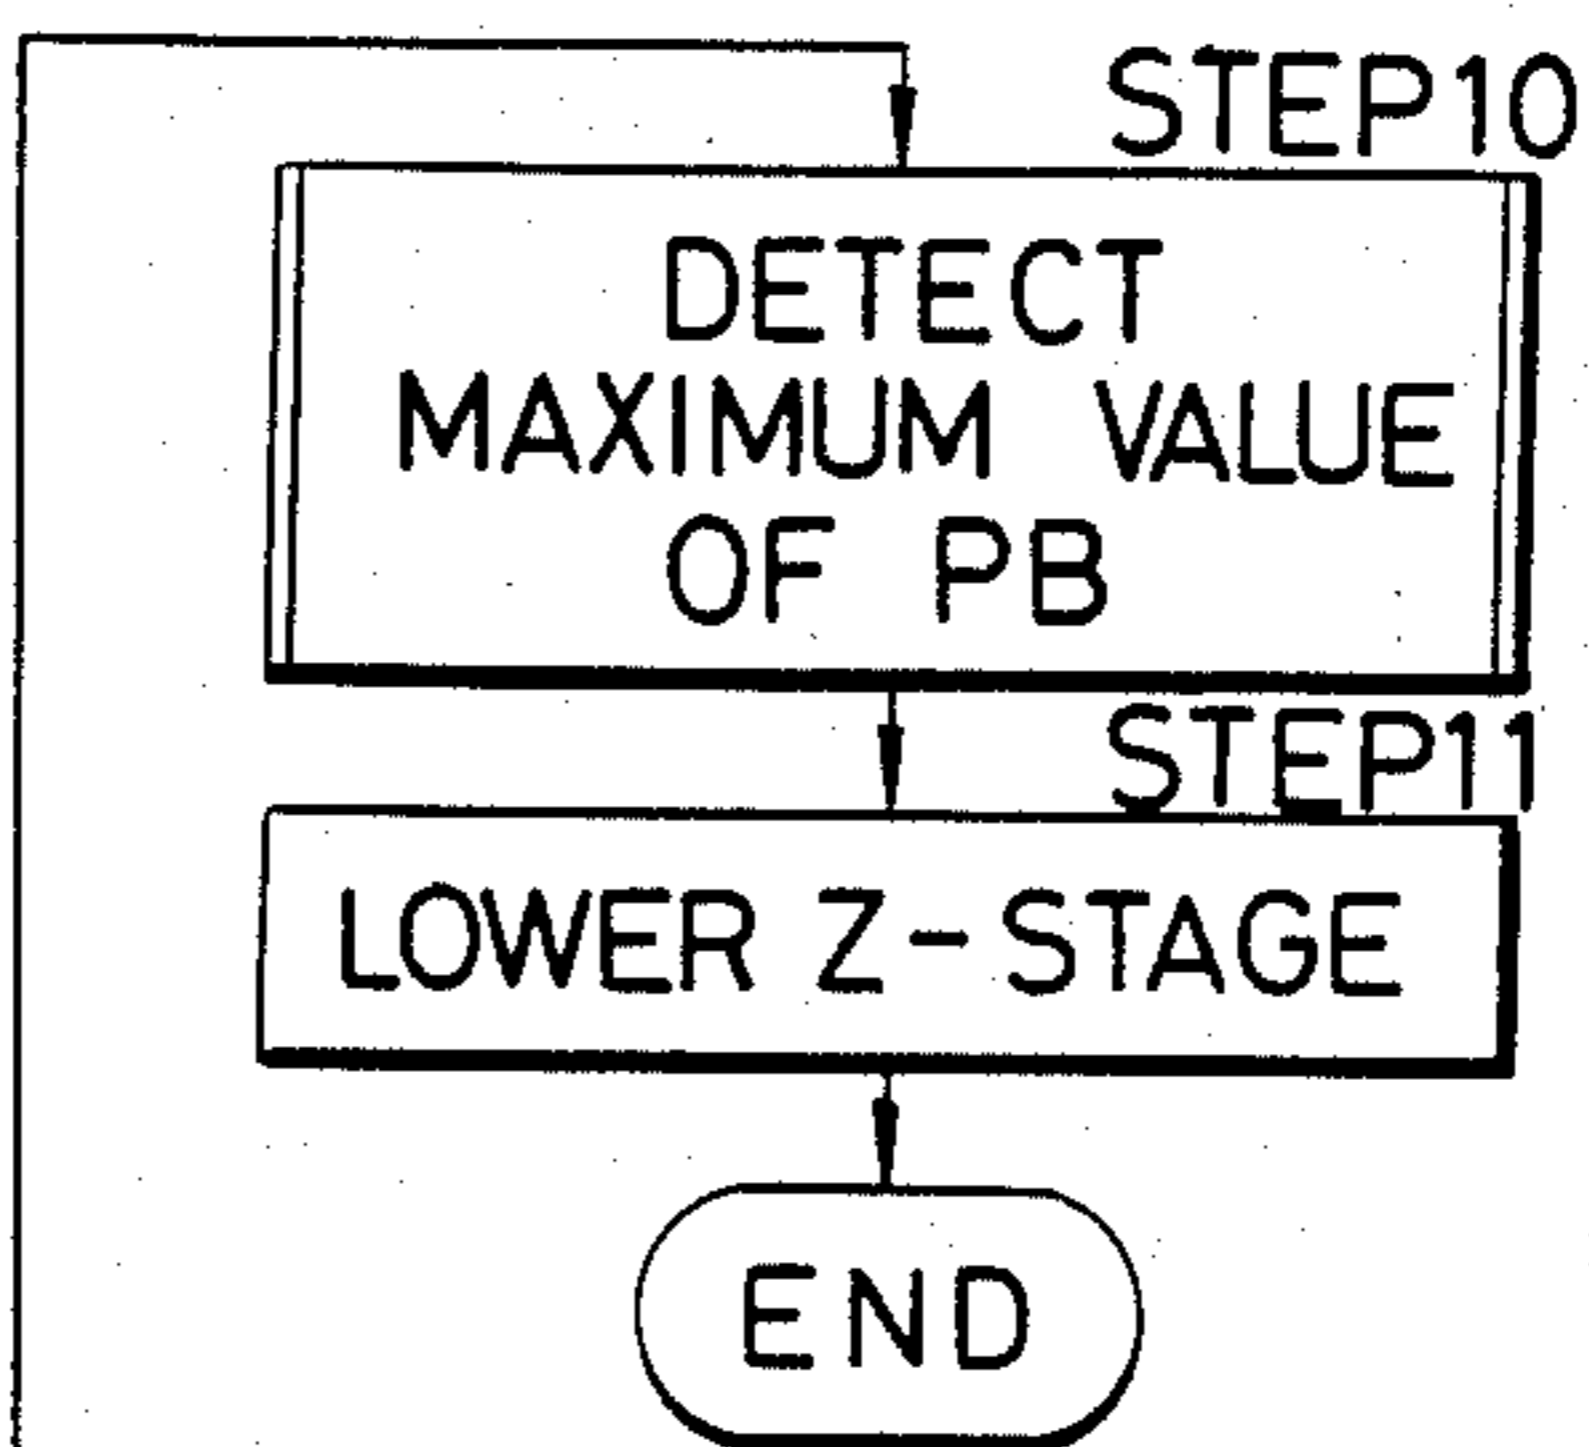 STEP10
DETECT
MAXIMUM VALUE
OF PB
STEP11
LOWER Z-STAGE
END